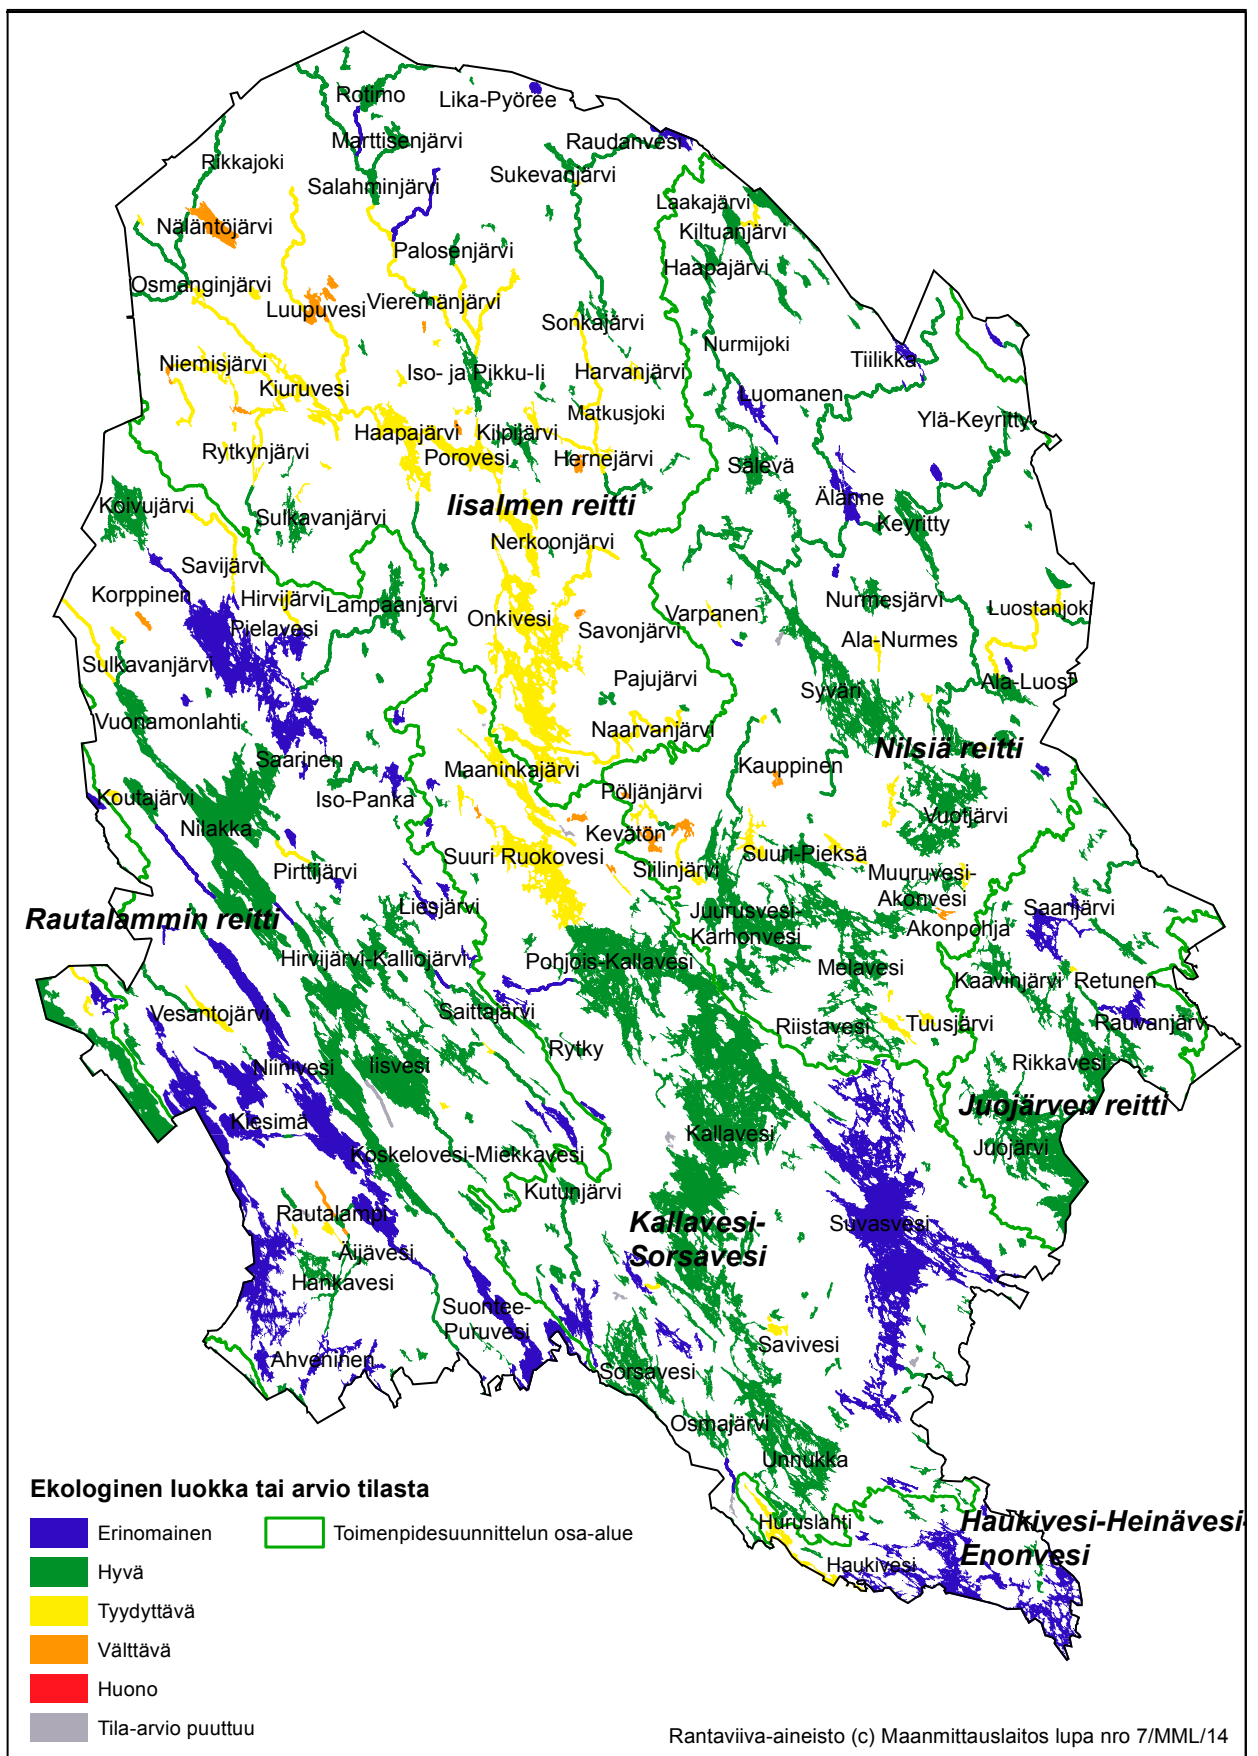 Rotimo
Lika-Pyöree
Marttisenjärvi
Raudanvesi
Rikkajoki
Sukevanjärvi
Salahminjärvi
Laakajärvi
Näläntöjärvi
Kiltuanjärvi
Palosenjärvi
Haapajärvi
Osmanginjärvi
Luupuvesi
Vieremänjärvi
Sonkajärvi
Nurmijoki
Tiilikka
Niemisjärvi
Kiuruvesi
Iso- ja Pikku-Ii
Harvanjärvi
Luomanen
Matkusjoki
Ylä-Keyritty
Haapajärvi
Kilpijärvi
Rytkynjärvi
Porovesi
Hernejärvi
Sälevä
Koivujärvi
Sulkavanjärvi
Iisalmen reitti
Älänne
Keyritty
Nerkoonjärvi
Savijärvi
Korppinen
Hirvijärvi
Lampaanjärvi
Nurmesjärvi
Luostanjoki
Pielavesi
Onkivesi
Savonjärvi
Varpanen
Ala-Nurmes
Sulkavanjärvi
Pajujärvi
Syväri
Ala-Luosta
Vuonamonlahti
Naarvanjärvi
Nilsiä reitti
Saarinen
Maaninkajärvi
Kauppinen
Koutajärvi
Iso-Panka
Pöljänjärvi
Nilakka
Kevätön
Vuotjärvi
Pirttijärvi
Suuri Ruokovesi
Siilinjärvi
Suuri-Pieksä
Muuruvesi-
Akonvesi
Liesjärvi
Juurusvesi-
Karhonvesi
Saarijärvi
Rautalammin reitti
Akonpohja
Hirvijärvi-Kalliojärvi
Pohjois-Kallavesi
Melavesi
Kaavinjärvi
Retunen
Vesantojärvi
Saittajärvi
Riistavesi
Tuusjärvi
Rauvanjärvi
Rytky
Niinivesi
Iisvesi
Rikkavesi
Kiesimä
Kallavesi
Juojärven reitti
Koskelovesi-Miekkavesi
Juojärvi
Kutunjärvi
Rautalampi
Kallavesi-
Sorsavesi
Suvasvesi
Äijävesi
Hankavesi
Suontee-
Puruvesi
Savivesi
Ahveninen
Sorsavesi
Osmajärvi
Unnukka
Huruslahti
Haukivesi-Heinävesi-
Enonvesi
Haukivesi
Ekologinen luokka tai arvio tilasta
Erinomainen
Toimenpidesuunnittelun osa-alue
Hyvä
Tyydyttävä
Välttävä
Huono
Tila-arvio puuttuu
Rantaviiva-aineisto (c) Maanmittauslaitos lupa nro 7/MML/14